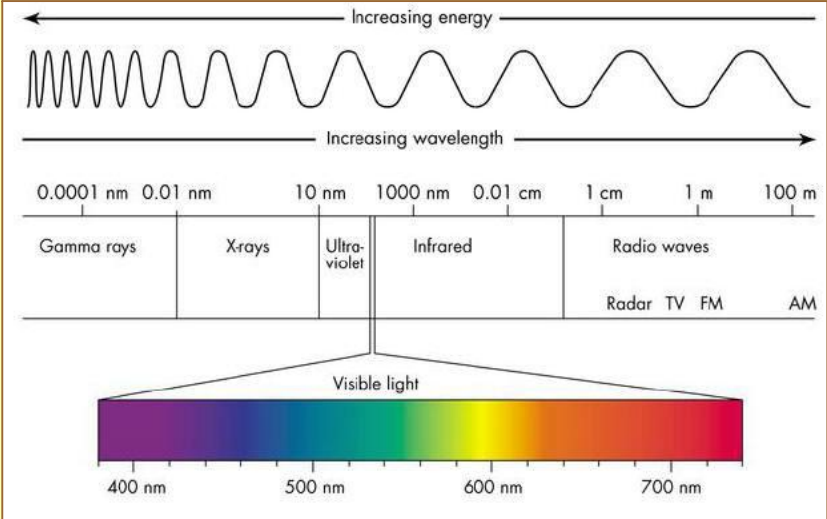 Increasing energy
Increasing wavelength
0.0001 nm 0.01 nm 10 nm 1000 nm 0.01 cm 1 cm 1 m 100 m
Gamma rays X-rays Ultra-
violet Infrared Radio waves
Radar TV FM AM
Visible light
400 nm 500 nm 600 nm 700 nm